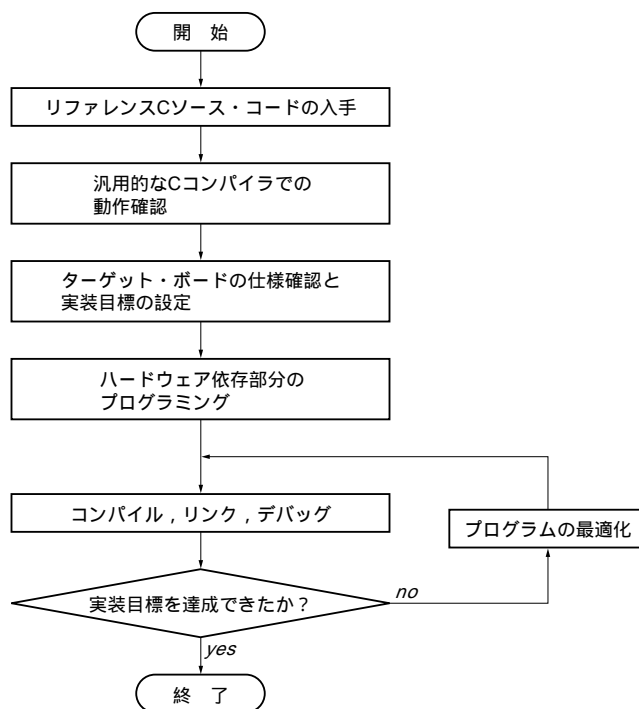 開 始
リファレンスCソース・コードの入手
汎用的なCコンパイラでの
動作確認
ターゲット・ボードの仕様確認と
実装目標の設定
ハードウェア依存部分の
プログラミング
コンパイル，リンク，デバッグ
プログラムの最適化
実装目標を達成できたか？
no
yes
終 了